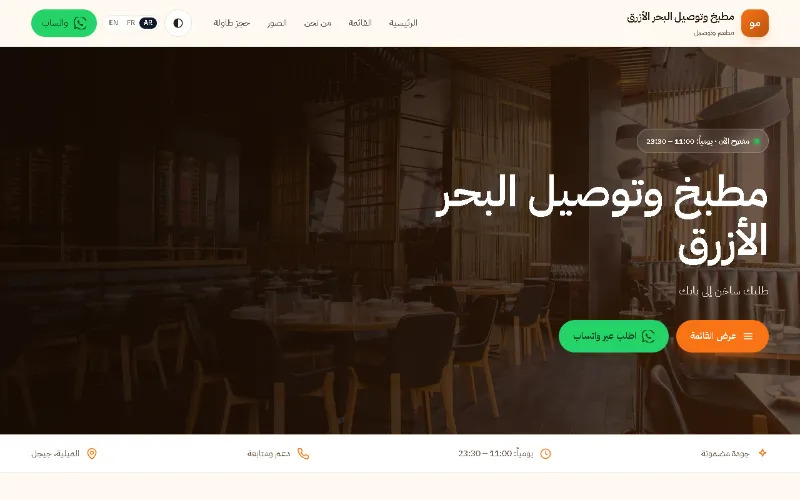 مو
مطبخ وتوصيل البحر الأزرق
مطعم وتوصيل
الرئيسية
القائمة
من نحن
الصور
حجز طاولة
AR
FR
EN
واتساب
مفتوح الآن · يومياً: 11:00 – 23:30
مطبخ وتوصيل البحر
الأزرق
طلبك ساخن إلى بابك
عرض القائمة
اطلب عبر واتساب
جودة مضمونة
يومياً: 11:00 – 23:30
دعم ومتابعة
الميلية، جيجل